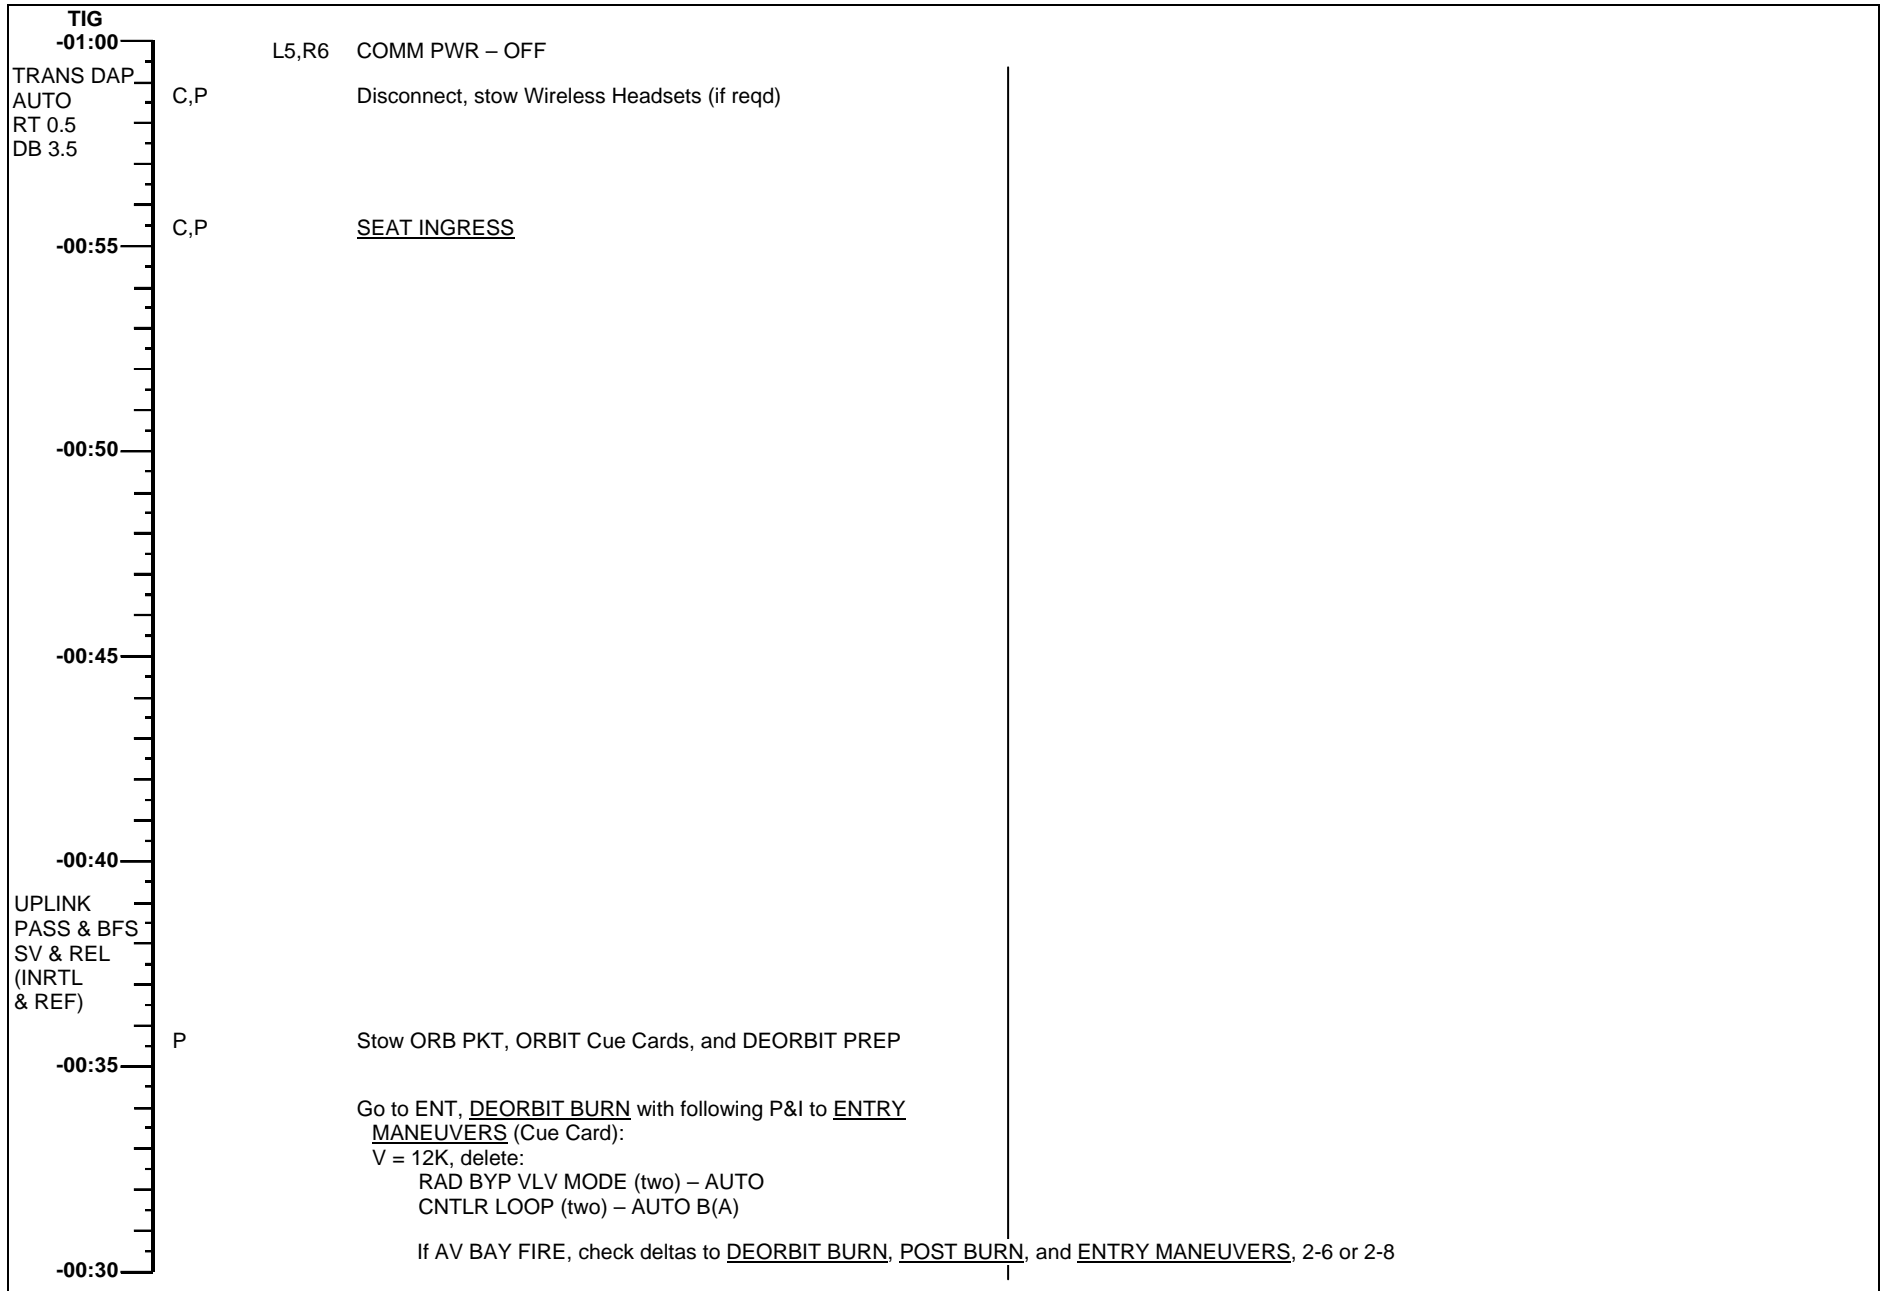 TIG
-01:00
L5,R6 COMM PWR – OFF
TRANS DAP
AUTO
RT 0.5
DB 3.5
C,P Disconnect, stow Wireless Headsets (if reqd)
C,P SEAT INGRESS
-00:55
-00:50
-00:45
-00:40
UPLINK
PASS & BFS
SV & REL
(INRTL
& REF)
P Stow ORB PKT, ORBIT Cue Cards, and DEORBIT PREP
-00:35
Go to ENT, DEORBIT BURN with following P&I to ENTRY
MANEUVERS (Cue Card):
V = 12K, delete:
RAD BYP VLV MODE (two) – AUTO
CNTLR LOOP (two) – AUTO B(A)
If AV BAY FIRE, check deltas to DEORBIT BURN, POST BURN, and ENTRY MANEUVERS, 2-6 or 2-8
-00:30